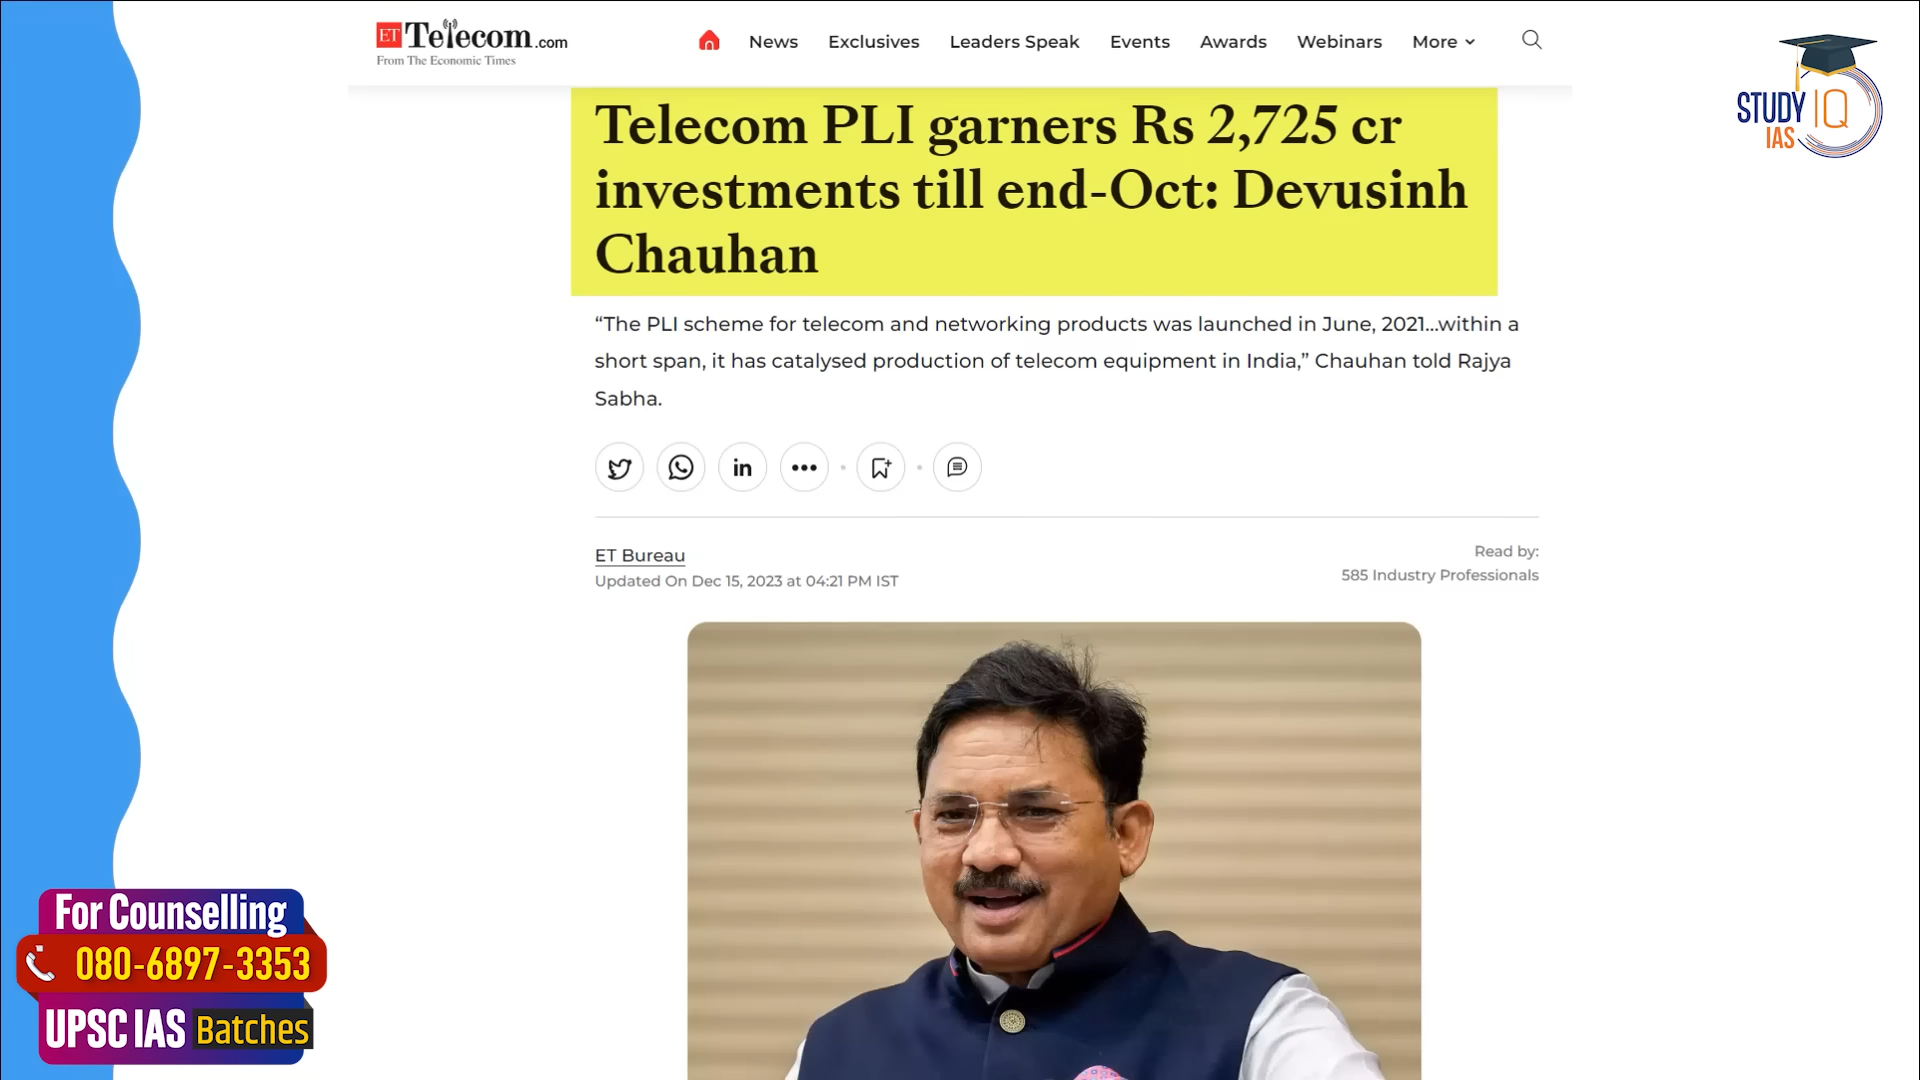 ET Telecom.com
From The Economic Times
News Exclusives Leaders Speak Events Awards Webinars More
STUDY IQ
IAS
Telecom PLI garners Rs 2,725 cr
investments till end-Oct: Devusinh
Chauhan
“The PLI scheme for telecom and networking products was launched in June, 2021...within a
short span, it has catalysed production of telecom equipment in India,” Chauhan told Rajya
Sabha.
in
ET Bureau
Updated On Dec 15, 2023 at 04:21 PM IST
Read by:
585 Industry Professionals
For Counselling
080-6897-3353
UPSC IAS Batches